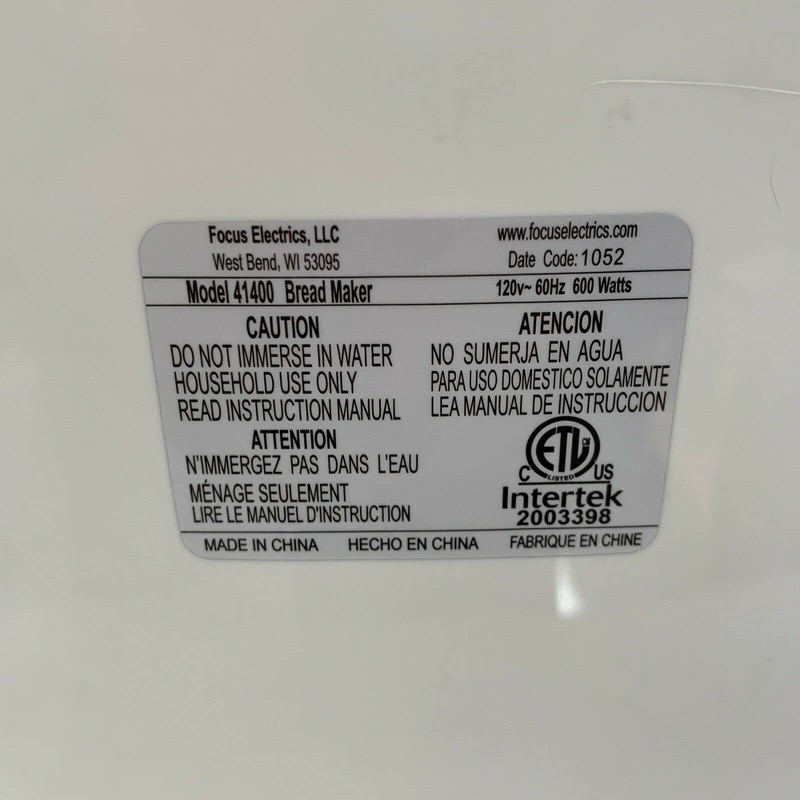 Focus Electrics, LLC
www.focuselectrics.com
West Bend, WI 53095
Date Code: 1052
Model 41400 Bread Maker
120v~ 60Hz 600 Watts
CAUTION
DO NOT IMMERSE IN WATER
HOUSEHOLD USE ONLY
READ INSTRUCTION MANUAL
ATENCION
NO SUMERJA EN AGUA
PARA USO DOMESTICO SOLAMENTE
LEA MANUAL DE INSTRUCCION
ATTENTION
N'IMMERGEZ PAS DANS L'EAU
MÉNAGE SEULEMENT
LIRE LE MANUEL D'INSTRUCTION
ETL CM
C LISTED US
Intertek
2003398
MADE IN CHINA HECHO EN CHINA FABRIQUE EN CHINE